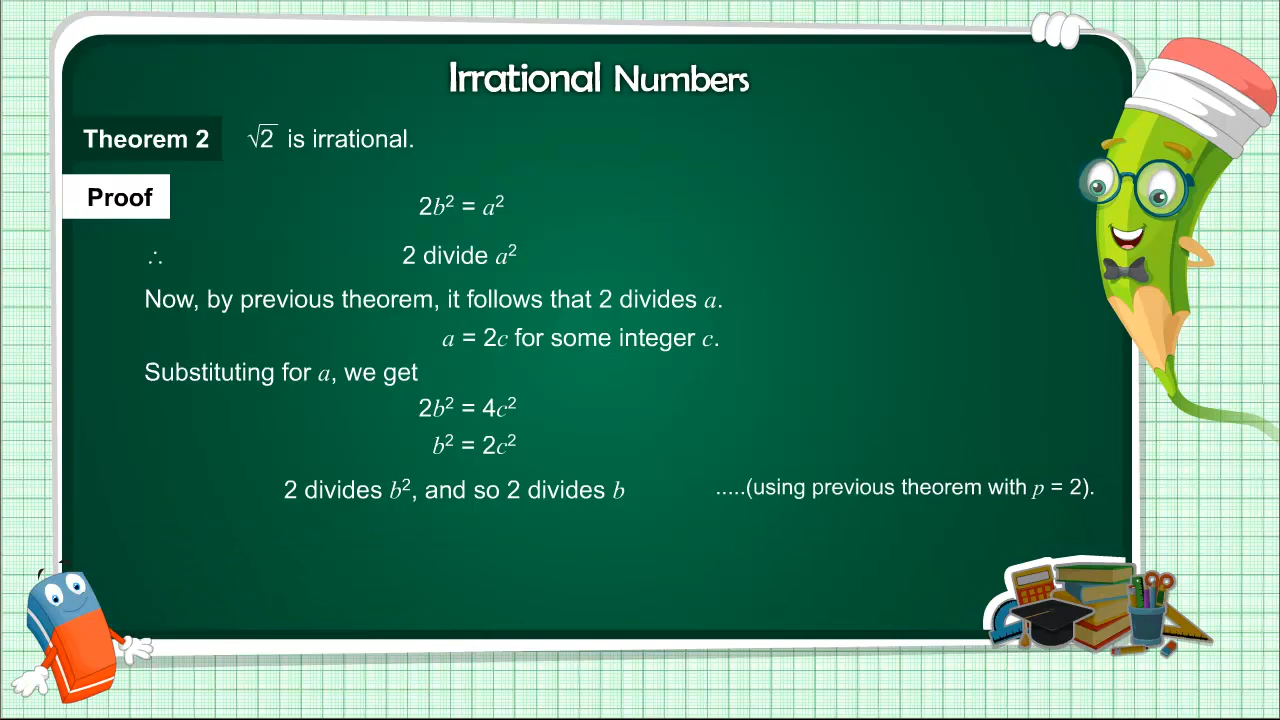 Irrational Numbers
Theorem 2 √2 is irrational.
Proof
2b² = a²
∴ 2 divide a²
Now, by previous theorem, it follows that 2 divides a.
a = 2c for some integer c.
Substituting for a, we get
2b² = 4c²
b² = 2c²
2 divides b², and so 2 divides b .....(using previous theorem with p = 2).